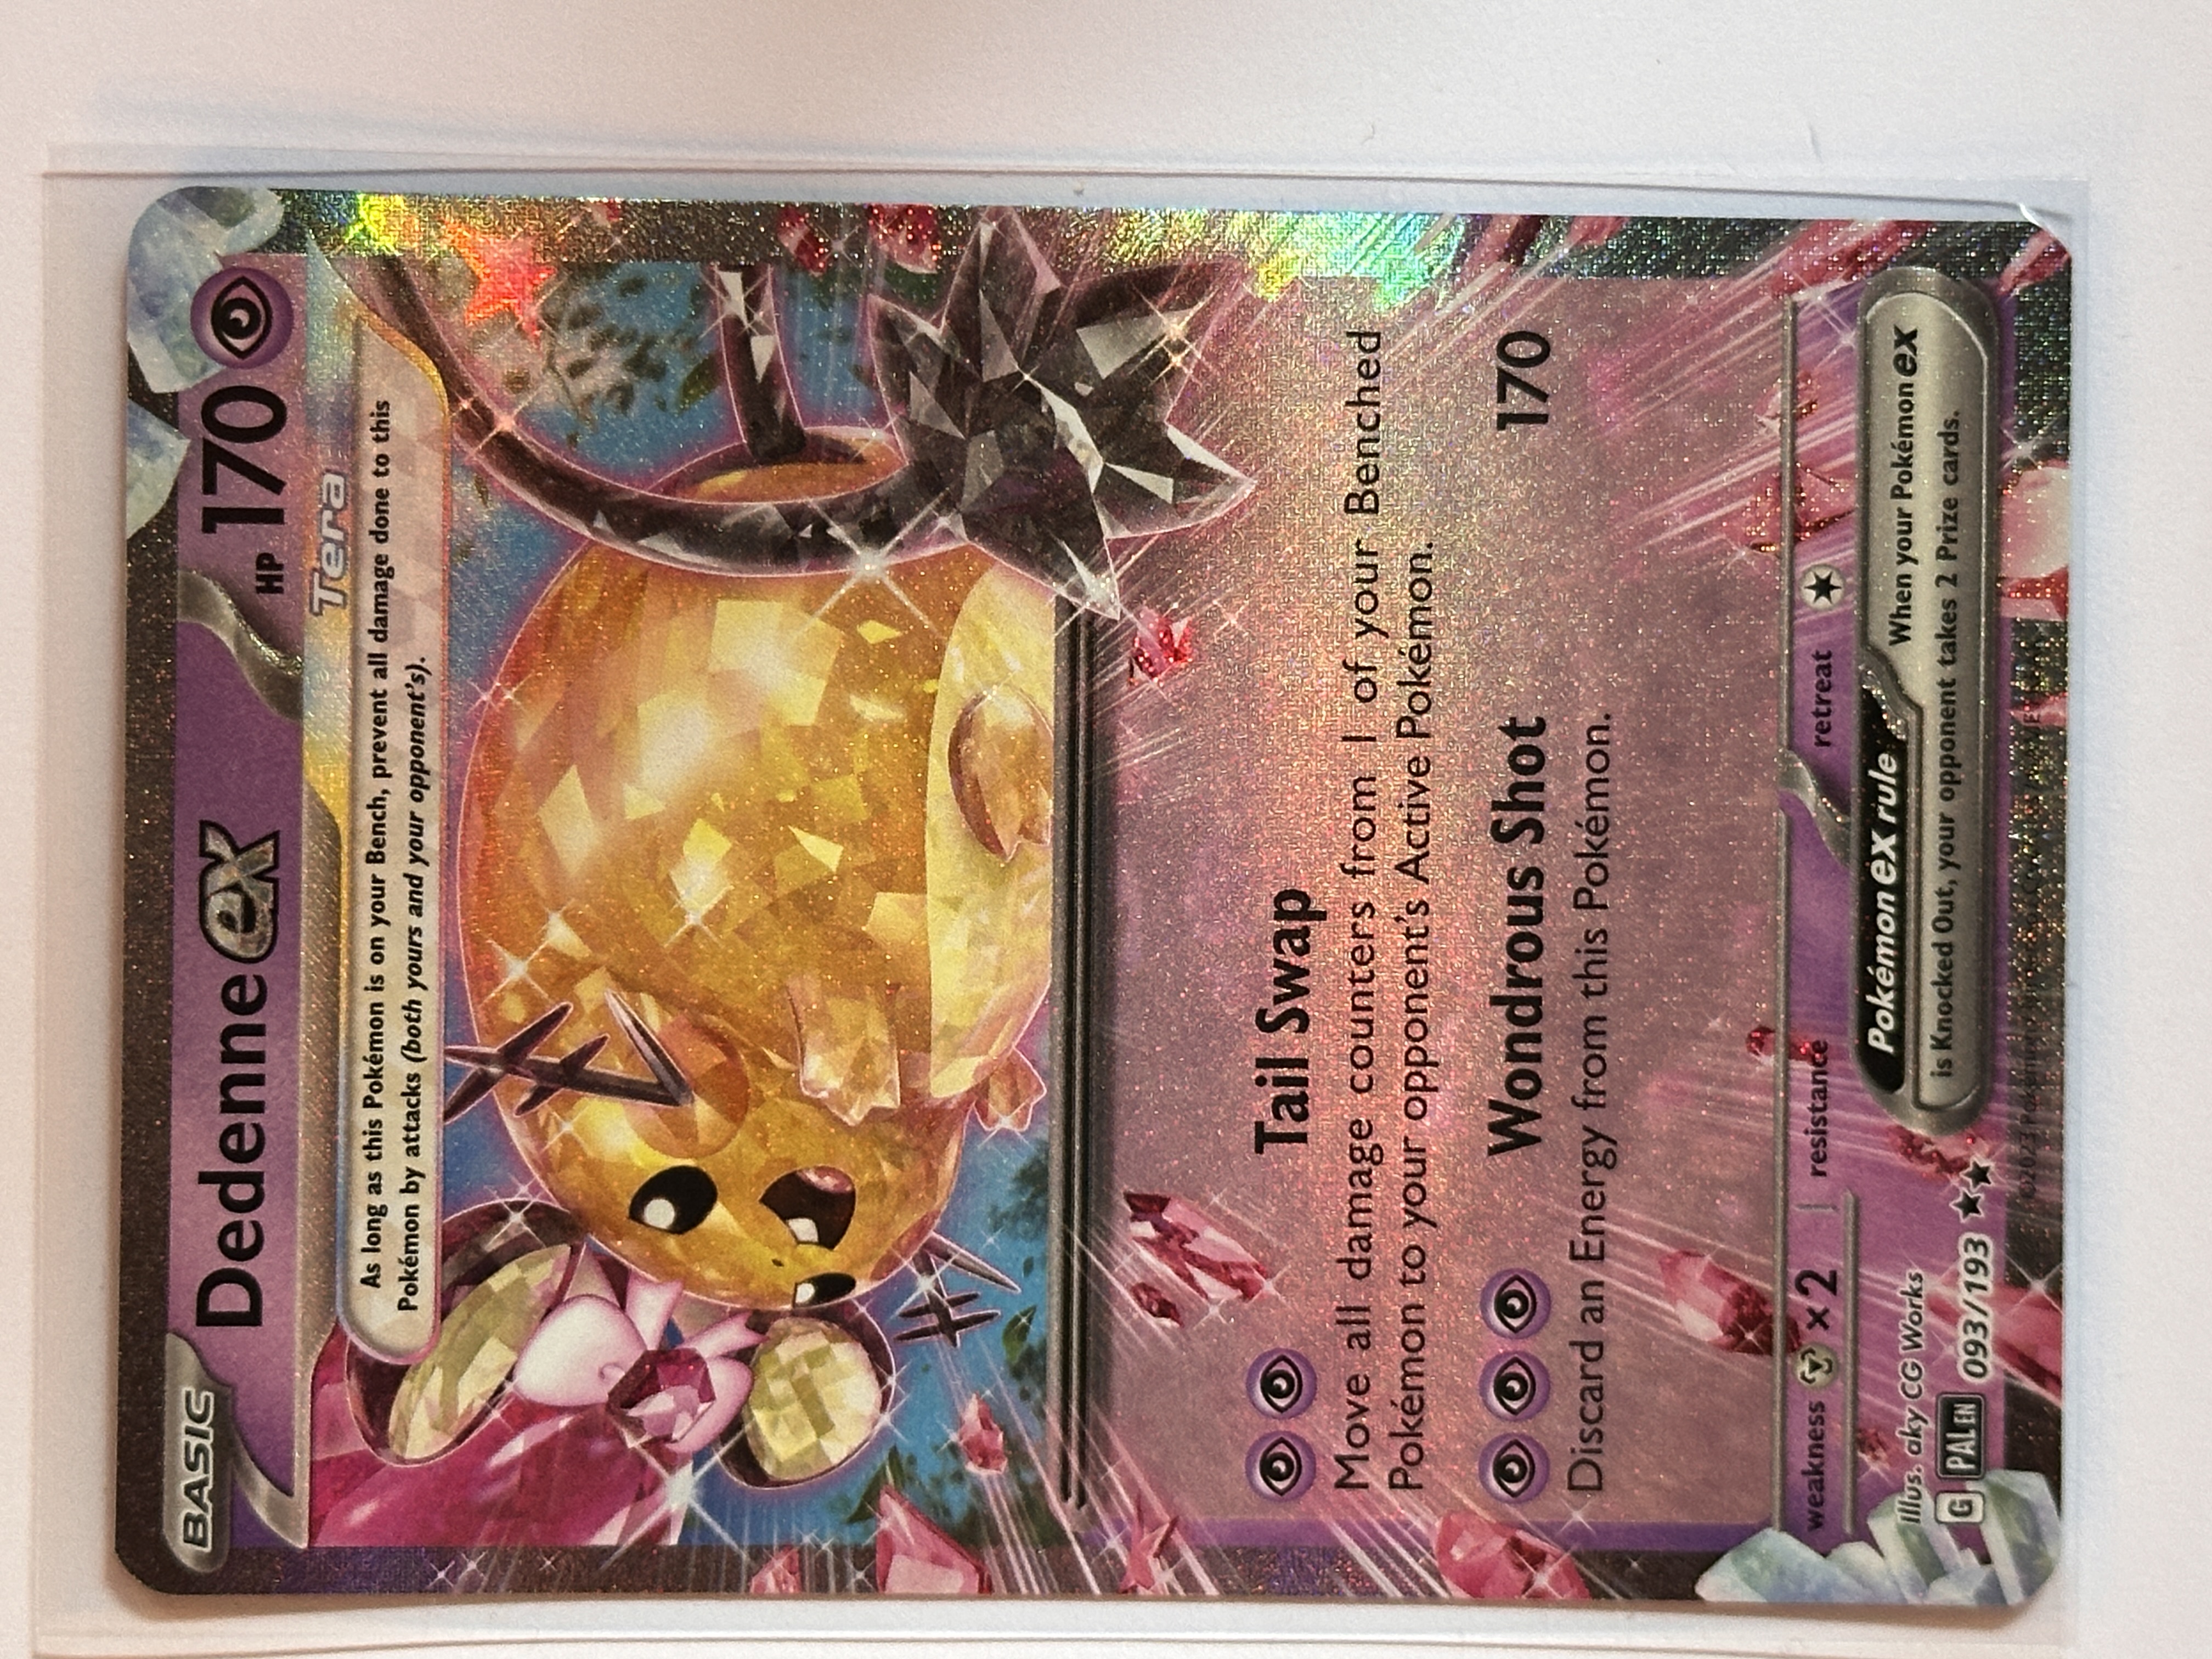 BASIC
Dedenne ex HP 170
Tera
As long as this Pokémon is on your Bench, prevent all damage done to this
Pokémon by attacks (both yours and your opponent's).
Tail Swap
Move all damage counters from 1 of your Benched
Pokémon to your opponent's Active Pokémon.
Wondrous Shot 170
Discard an Energy from this Pokémon.
weakness ×2 resistance retreat
Illus. aky CG Works
Pokémon ex rule When your Pokémon ex
is Knocked Out, your opponent takes 2 Prize cards.
G PAL EN 093/193
©2023 Pokémon / Nintendo